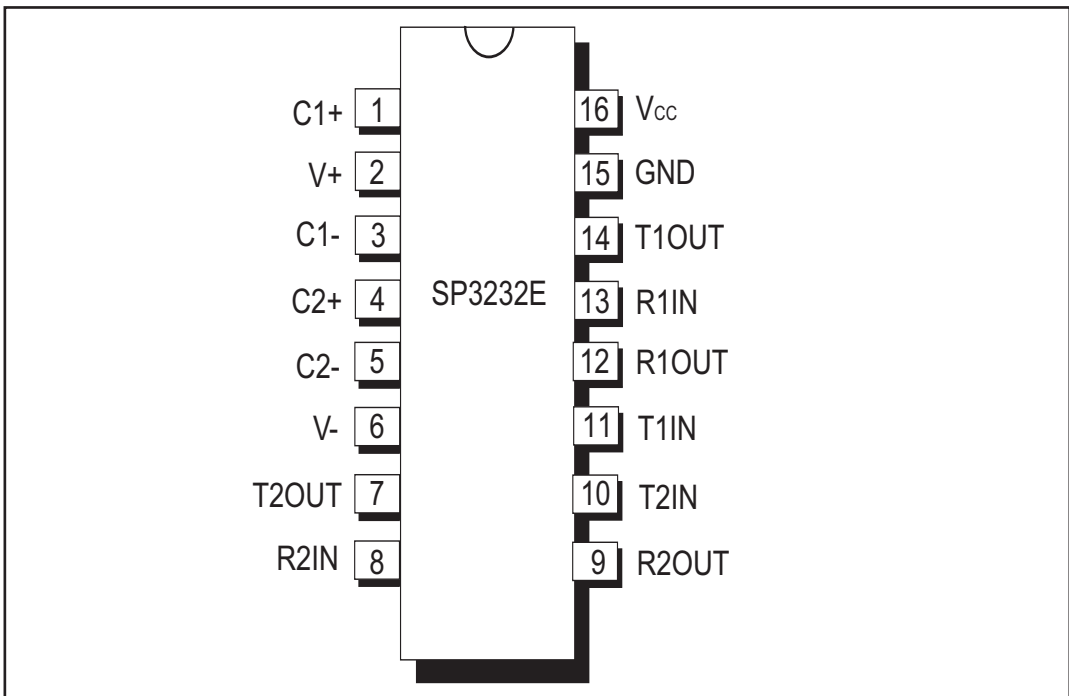 C1+ 1
V+ 2
C1- 3
C2+ 4
C2- 5
V- 6
T2OUT 7
R2IN 8
SP3232E
16 Vcc
15 GND
14 T1OUT
13 R1IN
12 R1OUT
11 T1IN
10 T2IN
9 R2OUT